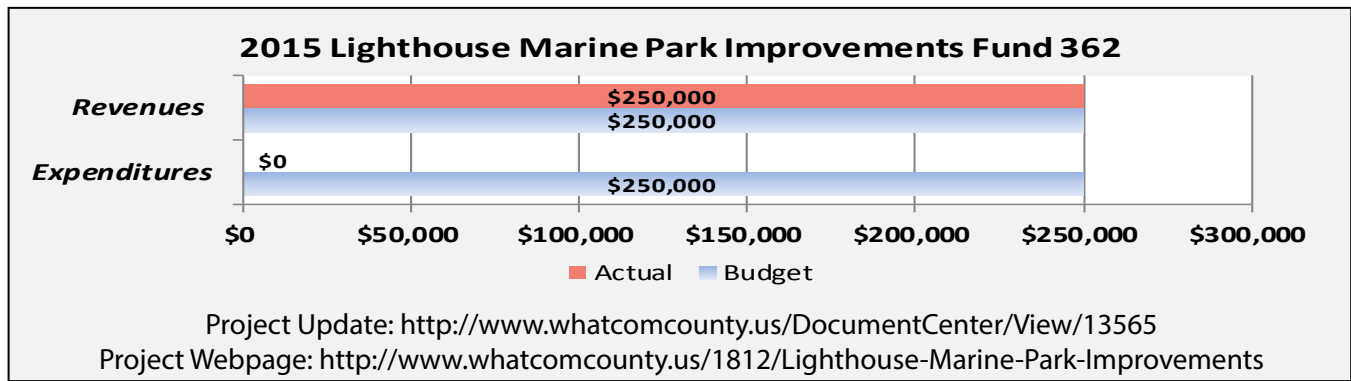 2015 Lighthouse Marine Park Improvements Fund 362
Revenues
$250,000
$250,000
Expenditures
$0
$250,000
$0 $50,000 $100,000 $150,000 $200,000 $250,000 $300,000
Actual Budget
Project Update: http://www.whatcomcounty.us/DocumentCenter/View/13565
Project Webpage: http://www.whatcomcounty.us/1812/Lighthouse-Marine-Park-Improvements